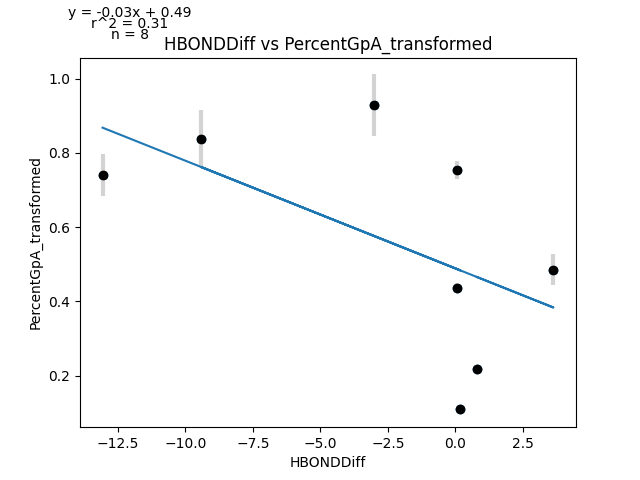 y = -0.03x + 0.49
r^2 = 0.31
n = 8
HBONDDiff vs PercentGpA_transformed
PercentGpA_transformed
1.0
0.8
0.6
0.4
0.2
−12.5 −10.0 −7.5 −5.0 −2.5 0.0 2.5
HBONDDiff